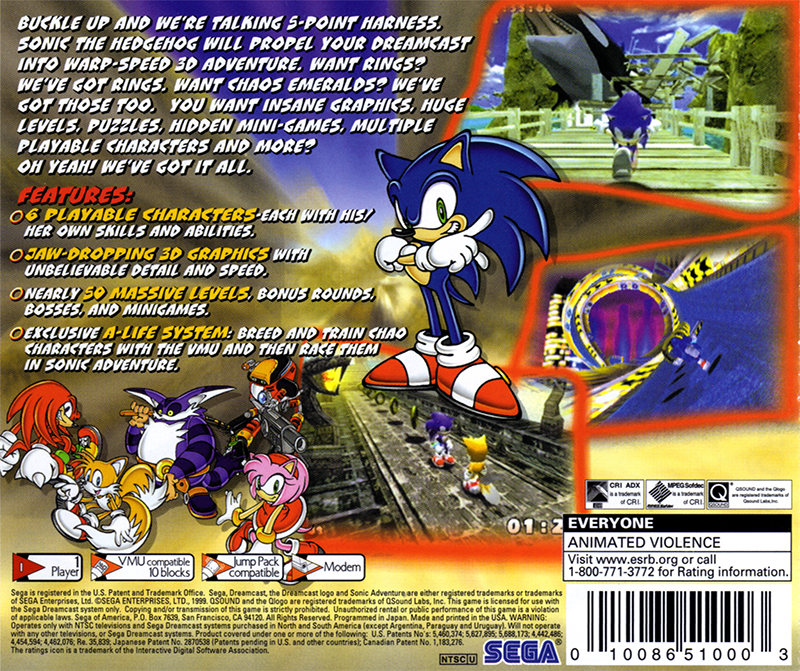 BUCKLE UP AND WE'RE TALKING 5-POINT HARNESS.
SONIC THE HEDGEHOG WILL PROPEL YOUR DREAMCAST
INTO WARP-SPEED 3D ADVENTURE. WANT RINGS?
WE'VE GOT RINGS. WANT CHAOS EMERALDS? WE'VE
GOT THOSE TOO. YOU WANT INSANE GRAPHICS, HUGE
LEVELS, PUZZLES, HIDDEN MINI-GAMES, MULTIPLE
PLAYABLE CHARACTERS AND MORE?
OH YEAH! WE'VE GOT IT ALL.
FEATURES:
6 PLAYABLE CHARACTERS-EACH WITH HIS/
HER OWN SKILLS AND ABILITIES.
JAW-DROPPING 3D GRAPHICS WITH
UNBELIEVABLE DETAIL AND SPEED.
NEARLY 50 MASSIVE LEVELS, BONUS ROUNDS,
BOSSES, AND MINIGAMES.
EXCLUSIVE A-LIFE SYSTEM: BREED AND TRAIN CHAO
CHARACTERS WITH THE VMU AND THEN RACE THEM
IN SONIC ADVENTURE.
01:2
CRI ADX
is a trademark
of CRI.
MPEG Sofdec
is a trademark
of CRI.
MPEG Sofdec
QSOUND
QSOUND and the Qlogo
are registered trademarks of
QSound Labs, Inc.
EVERYONE
ANIMATED VIOLENCE
Visit www.esrb.org or call
1-800-771-3772 for Rating information.
1
1
Player
VMU compatible
10 blocks
Jump Pack
compatible
Modem
Sega is registered in the U.S. Patent and Trademark Office. Sega, Dreamcast, the Dreamcast logo and Sonic Adventure are either registered trademarks or trademarks
of SEGA Enterprises, Ltd. ©SEGA ENTERPRISES, LTD., 1999. QSOUND and the Qlogo are registered trademarks of QSound Labs, Inc. This game is licensed for use with
the Sega Dreamcast system only. Copying and/or transmission of this game is strictly prohibited. Unauthorized rental or public performance of this game is a violation
of applicable laws. Sega of America, P.O. Box 7639, San Francisco, CA 94120. All Rights Reserved. Programmed in Japan. Made and printed in the USA. WARNING:
Operates only with NTSC televisions and Sega Dreamcast systems purchased in North and South America (except Argentina, Paraguay and Uruguay). Will not operate
with any other televisions, or Sega Dreamcast systems. Product covered under one or more of the following: U.S. Patents No's: 5,460,374; 5,627,895; 5,688,173; 4,442,486;
4,454,594; 4,462,076; Re. 35,839; Japanese Patent No. 2870538 (Patents pending in U.S. and other countries); Canadian Patent No. 1,183,276.
The ratings icon is a trademark of the Interactive Digital Software Association.
NTSC U
SEGA®
0 10086 51000 3